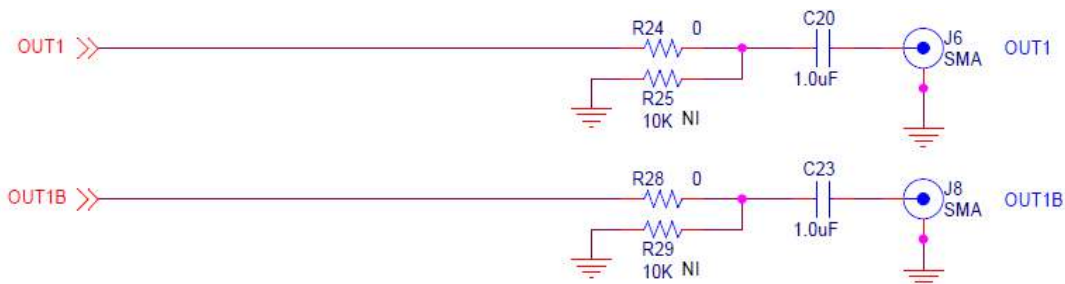 R24 0
C20
J6
OUT1
OUT1
SMA
1.0uF
R25
10K NI
R28 0
C23
J8
OUT1B
OUT1B
SMA
1.0uF
R29
10K NI